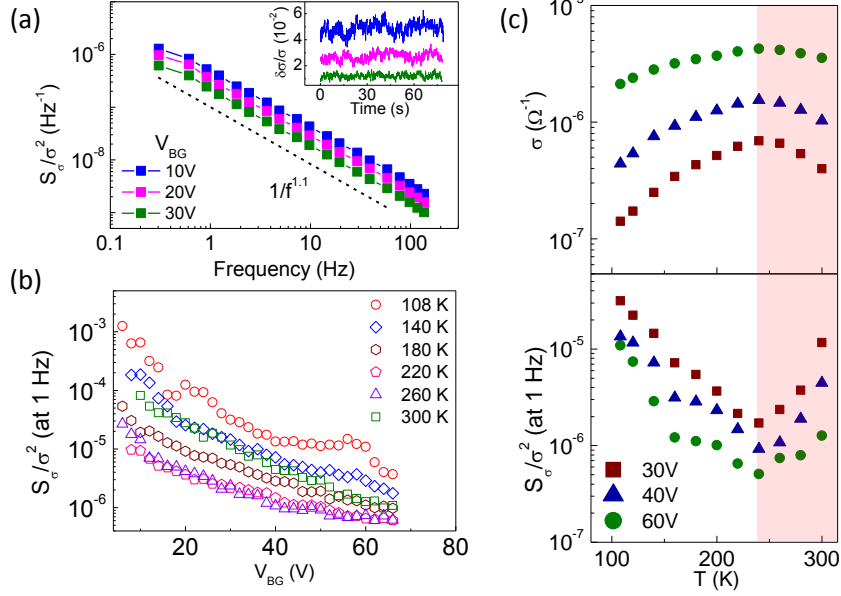 (a)
S_σ/σ² (Hz⁻¹)
10⁻⁶
10⁻⁸
V_BG
10V
20V
30V
1/f^1.1
0.1 1 10 100
Frequency (Hz)
δσ/σ (10⁻²)
6
4
2
0 30 60 90
Time (s)
(b)
S_σ/σ² (at 1 Hz)
10⁻³
10⁻⁴
10⁻⁵
10⁻⁶
108 K
140 K
180 K
220 K
260 K
300 K
20 40 60 80
V_BG (V)
(c)
σ (Ω⁻¹)
10⁻⁵
10⁻⁶
10⁻⁷
S_σ/σ² (at 1 Hz)
10⁻⁵
10⁻⁶
10⁻⁷
30V
40V
60V
100 200 300
T (K)